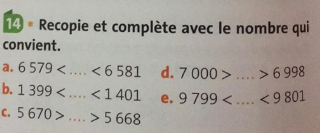 14 • Recopie et complète avec le nombre qui
convient.
a. 6 579 < .... < 6 581 d. 7 000 > .... > 6 998
b. 1 399 < .... < 1 401 e. 9 799 < .... < 9 801
c. 5 670 > .... > 5 668